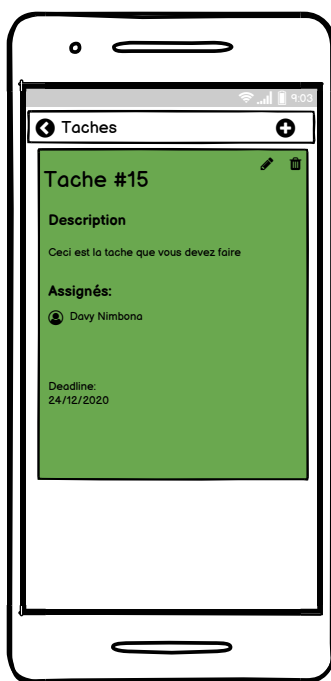 9:03
Taches
Tache #15
Description
Ceci est la tache que vous devez faire
Assignés:
Davy Nimbona
Deadline:
24/12/2020